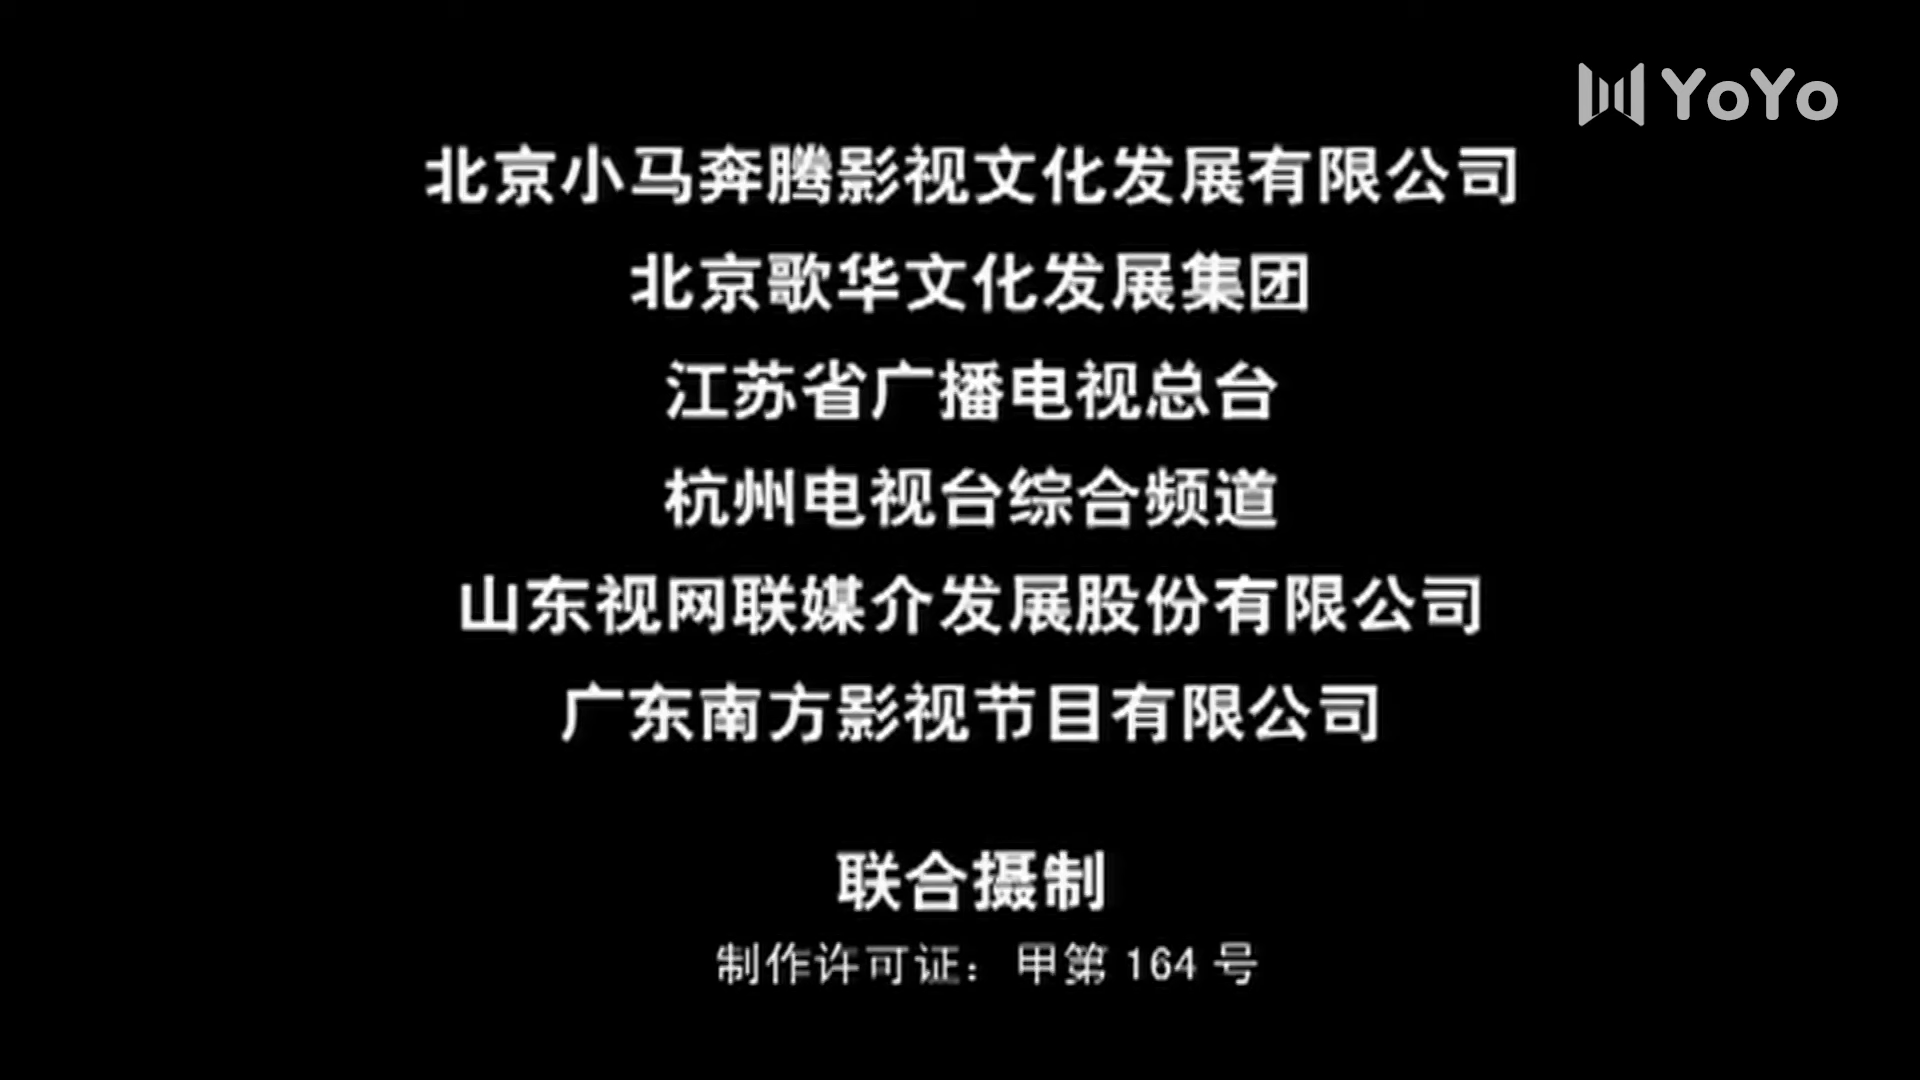 YoYo
北京小马奔腾影视文化发展有限公司
北京歌华文化发展集团
江苏省广播电视总台
杭州电视台综合频道
山东视网联媒介发展股份有限公司
广东南方影视节目有限公司
联合摄制
制作许可证：甲第 164 号